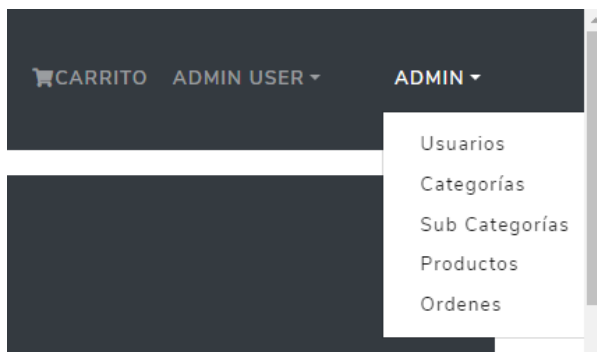 CARRITO ADMIN USER ADMIN
Usuarios
Categorías
Sub Categorías
Productos
Ordenes